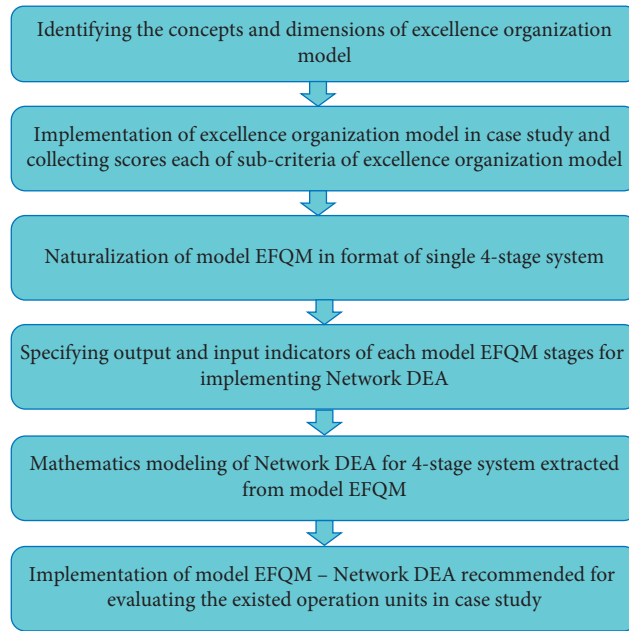 Identifying the concepts and dimensions of excellence organization
model
Implementation of excellence organization model in case study and
collecting scores each of sub-criteria of excellence organization model
Naturalization of model EFQM in format of single 4-stage system
Specifying output and input indicators of each model EFQM stages for
implementing Network DEA
Mathematics modeling of Network DEA for 4-stage system extracted
from model EFQM
Implementation of model EFQM – Network DEA recommended for
evaluating the existed operation units in case study